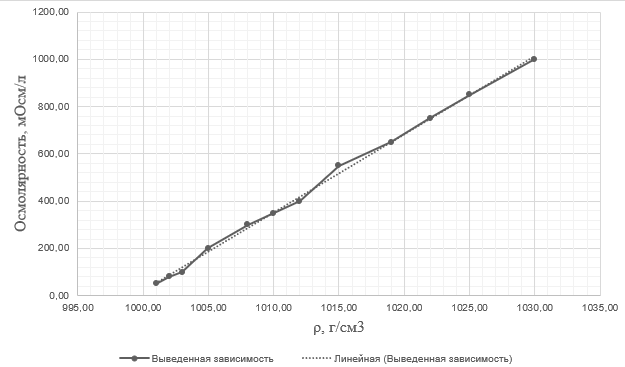 1200,00
1000,00
800,00
600,00
400,00
200,00
0,00
Осмолярность, мОсм/л
995,00 1000,00 1005,00 1010,00 1015,00 1020,00 1025,00 1030,00 1035,00
ρ, г/см3
Выведенная зависимость Линейная (Выведенная зависимость)